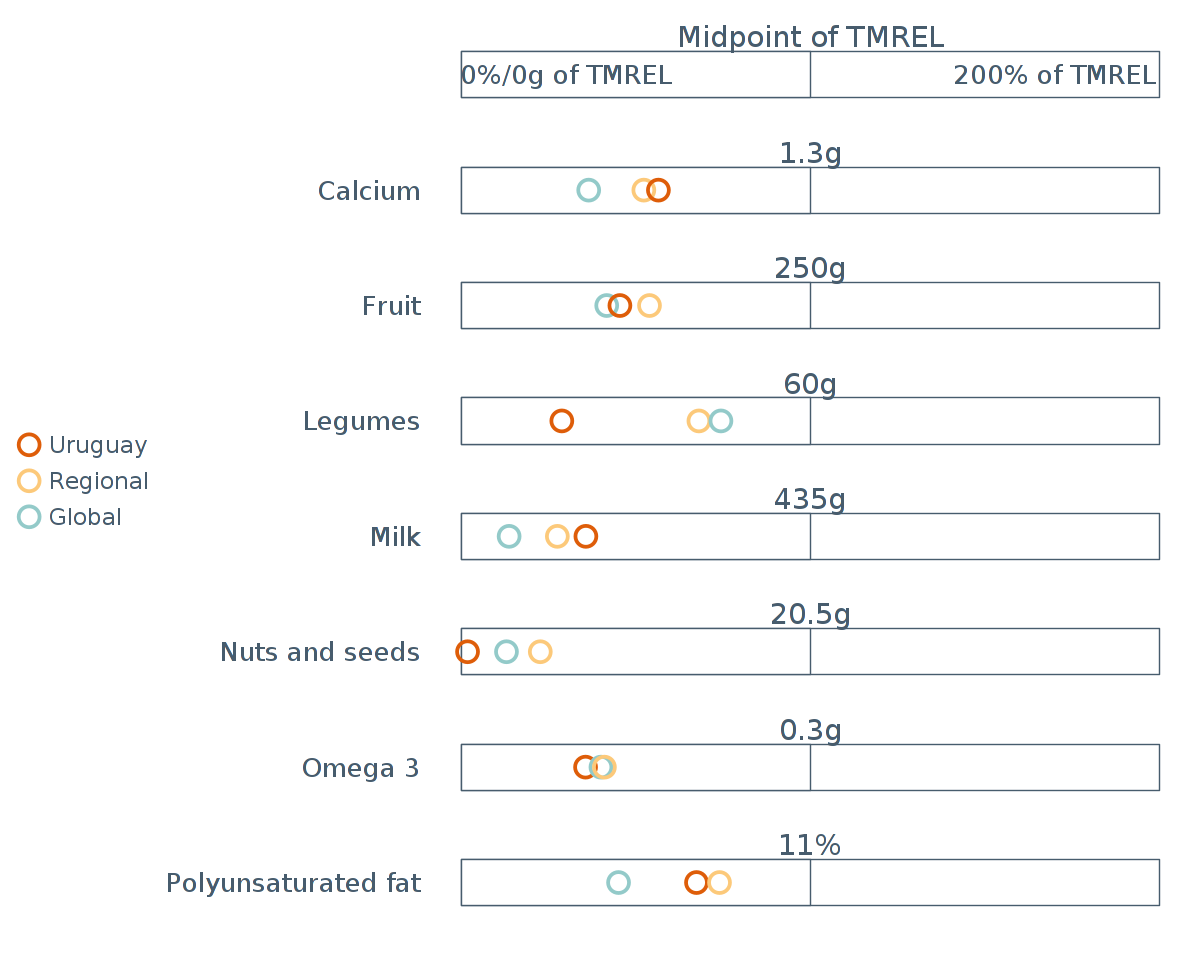 Midpoint of TMREL
0%/0g of TMREL
200% of TMREL
1.3g
Calcium
250g
Fruit
60g
Legumes
Uruguay
Regional
Global
435g
Milk
20.5g
Nuts and seeds
0.3g
Omega 3
11%
Polyunsaturated fat